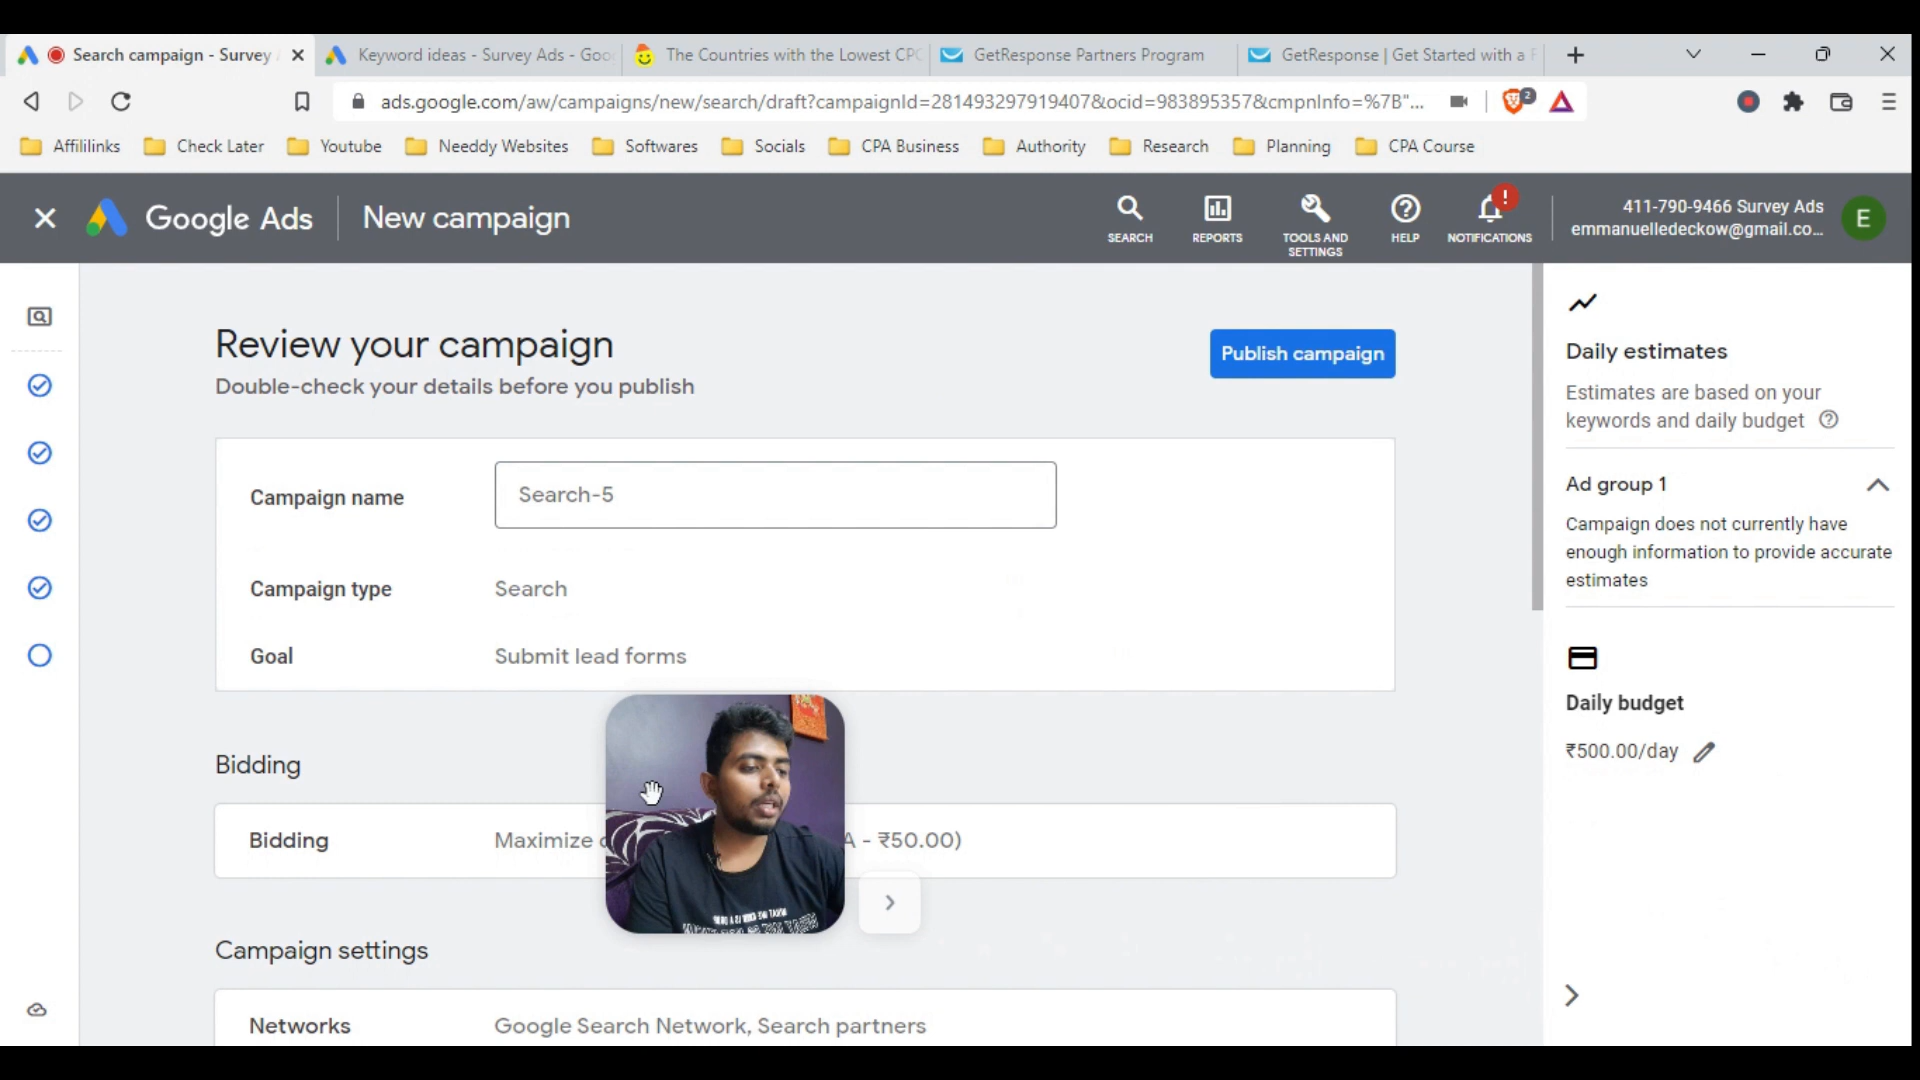 Search campaign - Survey
Keyword ideas - Survey Ads - Goo
The Countries with the Lowest CPC
GetResponse Partners Program
GetResponse | Get Started with a
ads.google.com/aw/campaigns/new/search/draft?campaignId=281493297919407&ocid=983895357&cmpnInfo=%7B"...
2
Affililinks
Check Later
Youtube
Needdy Websites
Softwares
Socials
CPA Business
Authority
Research
Planning
CPA Course
Google Ads
New campaign
SEARCH
REPORTS
TOOLS AND
SETTINGS
HELP
!
NOTIFICATIONS
411-790-9466 Survey Ads
emmanuelledeckow@gmail.co...
E
Review your campaign
Double-check your details before you publish
Publish campaign
Campaign name
Search-5
Campaign type
Search
Goal
Submit lead forms
Bidding
Bidding
Maximize
A - ₹50.00)
Campaign settings
Networks
Google Search Network, Search partners
Daily estimates
Estimates are based on your
keywords and daily budget
Ad group 1
Campaign does not currently have
enough information to provide accurate
estimates
Daily budget
₹500.00/day